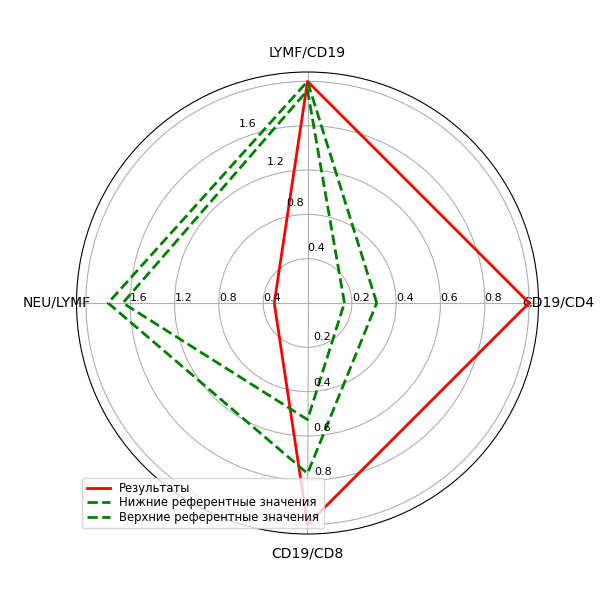 LYMF/CD19
1.6
1.2
0.8
0.4
NEU/LYMF 1.6 1.2 0.8 0.4 0.2 0.4 0.6 0.8 CD19/CD4
0.2
0.4
0.6
0.8
Результаты
Нижние референтные значения
Верхние референтные значения
CD19/CD8